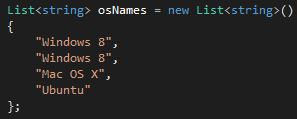 List<string> osNames = new List<string>()
{
"Windows 8",
"Windows 8",
"Mac OS X",
"Ubuntu"
};